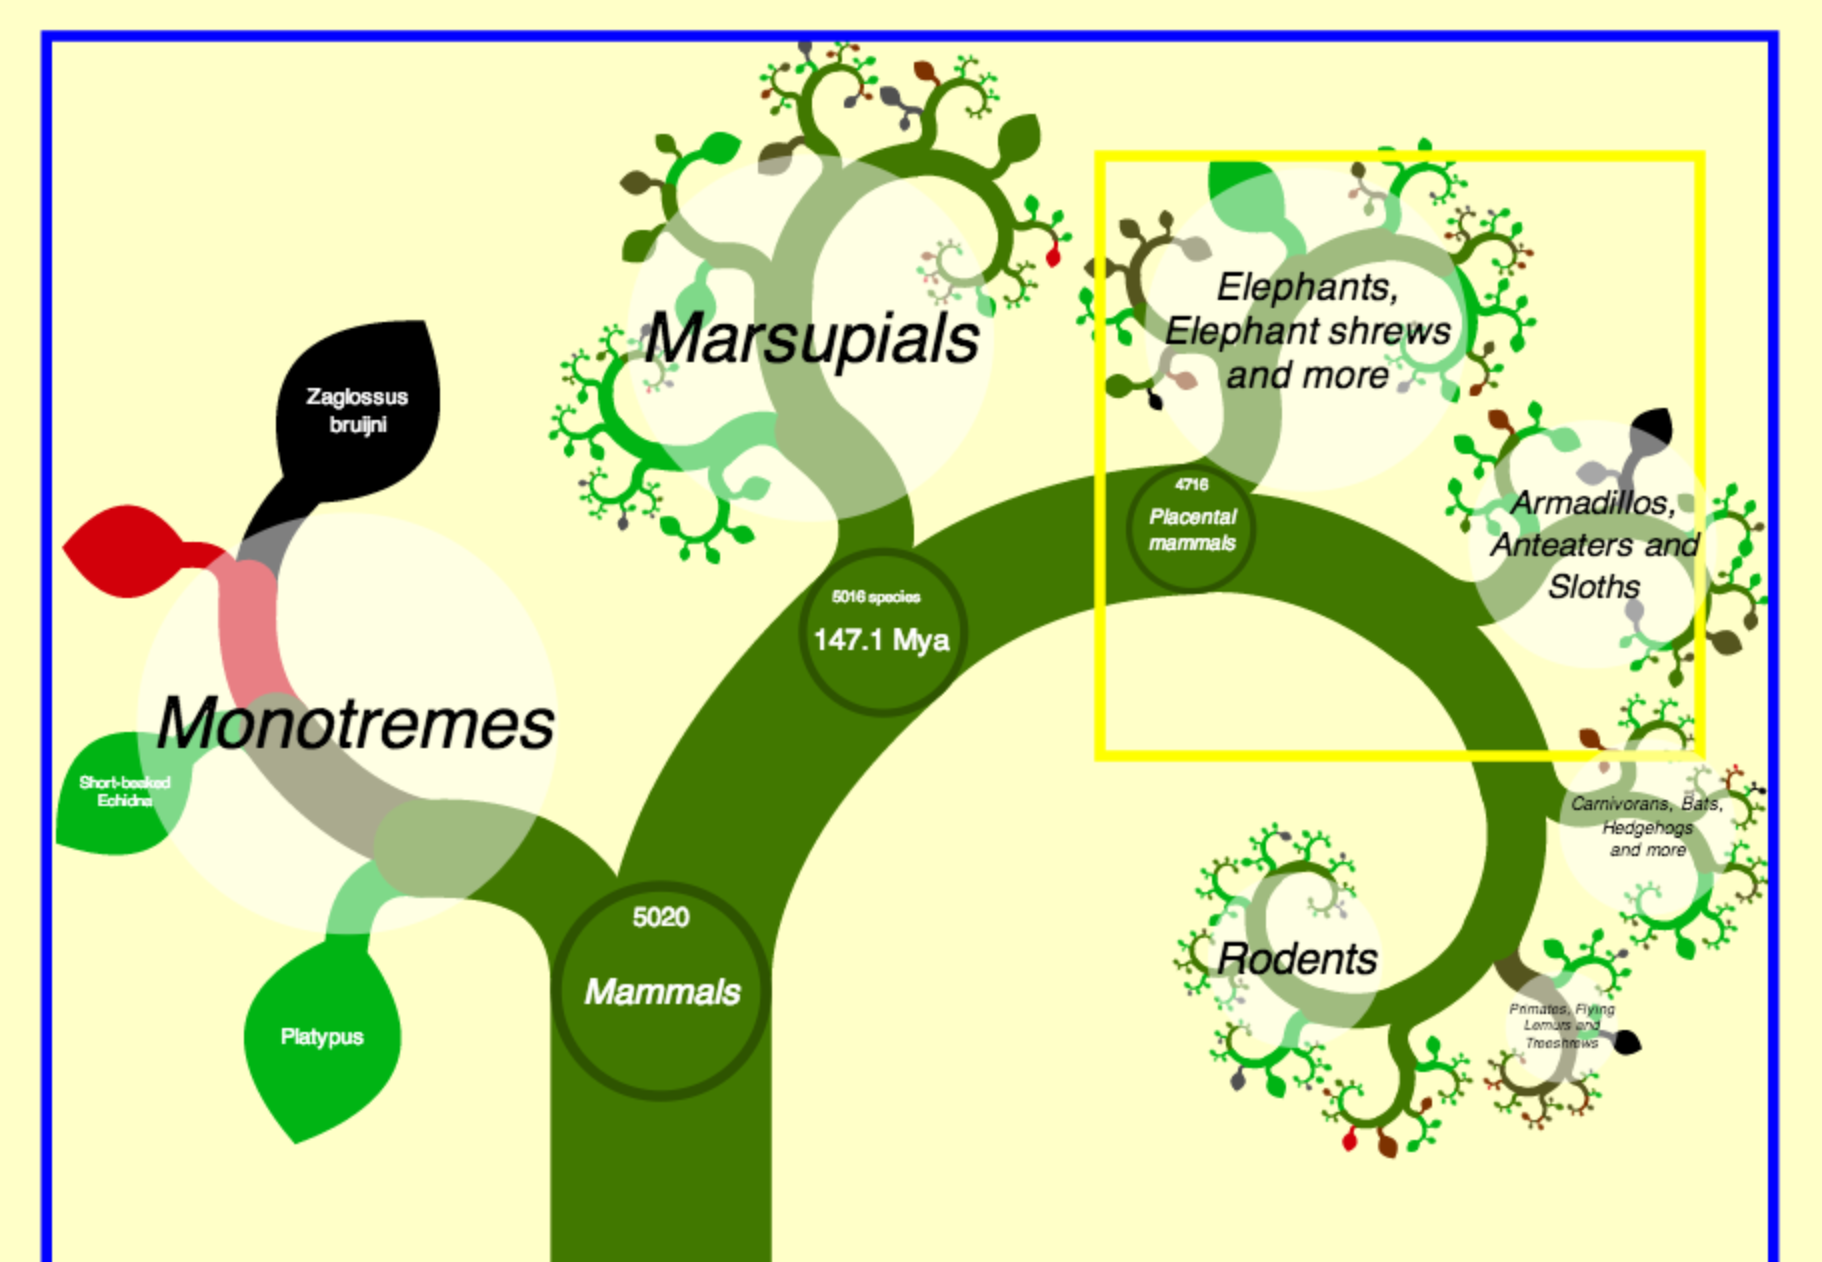 Elephants,
Elephant shrews
and more
Marsupials
Zaglossus
bruijni
4716
Placental
mammals
Armadillos,
Anteaters and
Sloths
5016 species
147.1 Mya
Monotremes
Short-beaked
Echidna
Carnivorans, Bats,
Hedgehogs
and more
5020
Mammals
Rodents
Platypus
Primates, Flying
Lemurs and
Treeshrews